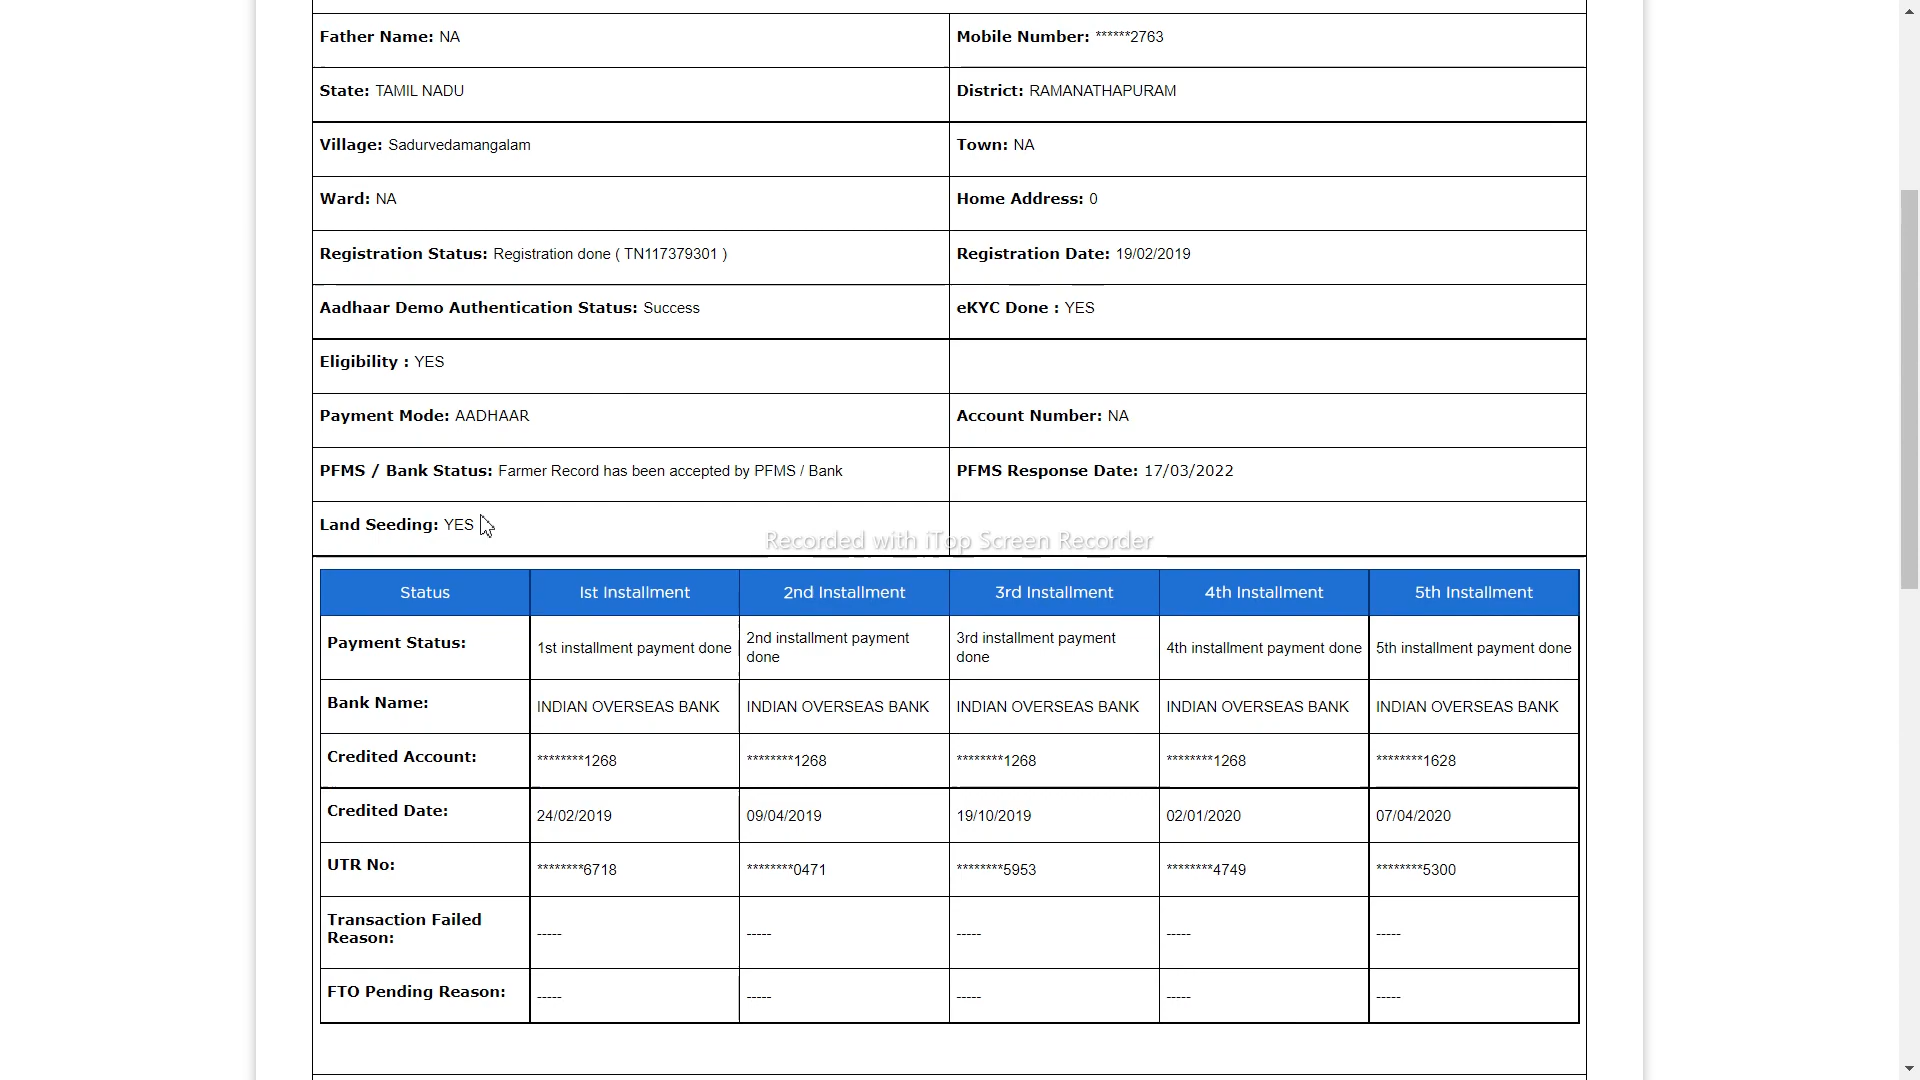 Father Name: NA Mobile Number: ******2763
State: TAMIL NADU District: RAMANATHAPURAM
Village: Sadurvedamangalam Town: NA
Ward: NA Home Address: 0
Registration Status: Registration done ( TN117379301 ) Registration Date: 19/02/2019
Aadhaar Demo Authentication Status: Success eKYC Done : YES
Eligibility : YES
Payment Mode: AADHAAR Account Number: NA
PFMS / Bank Status: Farmer Record has been accepted by PFMS / Bank PFMS Response Date: 17/03/2022
Land Seeding: YES
Recorded with iTop Screen Recorder
Status Ist Installment 2nd Installment 3rd Installment 4th Installment 5th Installment
Payment Status: 1st installment payment done 2nd installment payment done 3rd installment payment done 4th installment payment done 5th installment payment done
Bank Name: INDIAN OVERSEAS BANK INDIAN OVERSEAS BANK INDIAN OVERSEAS BANK INDIAN OVERSEAS BANK INDIAN OVERSEAS BANK
Credited Account: ********1268 ********1268 ********1268 ********1268 ********1628
Credited Date: 24/02/2019 09/04/2019 19/10/2019 02/01/2020 07/04/2020
UTR No: ********6718 ********0471 ********5953 ********4749 ********5300
Transaction Failed Reason: ----- ----- ----- ----- -----
FTO Pending Reason: ----- ----- ----- ----- -----